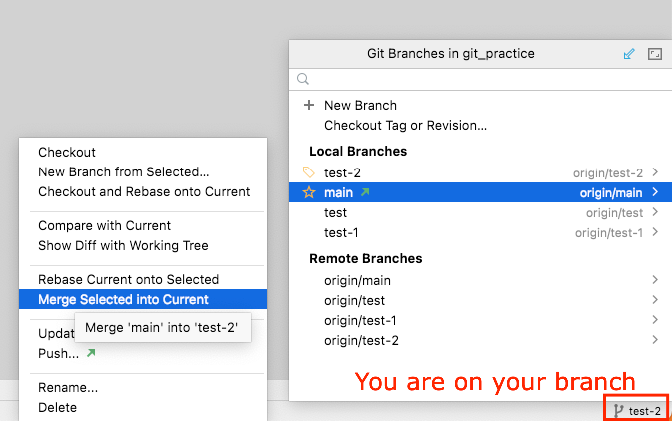 Git Branches in git_practice
New Branch
Checkout Tag or Revision...
Local Branches
test-2 origin/test-2
main origin/main
test origin/test
test-1 origin/test-1
Remote Branches
origin/main
origin/test
origin/test-1
origin/test-2
Checkout
New Branch from Selected...
Checkout and Rebase onto Current
Compare with Current
Show Diff with Working Tree
Rebase Current onto Selected
Merge Selected into Current
Merge 'main' into 'test-2'
Updat
Push...
Rename...
Delete
You are on your branch
test-2